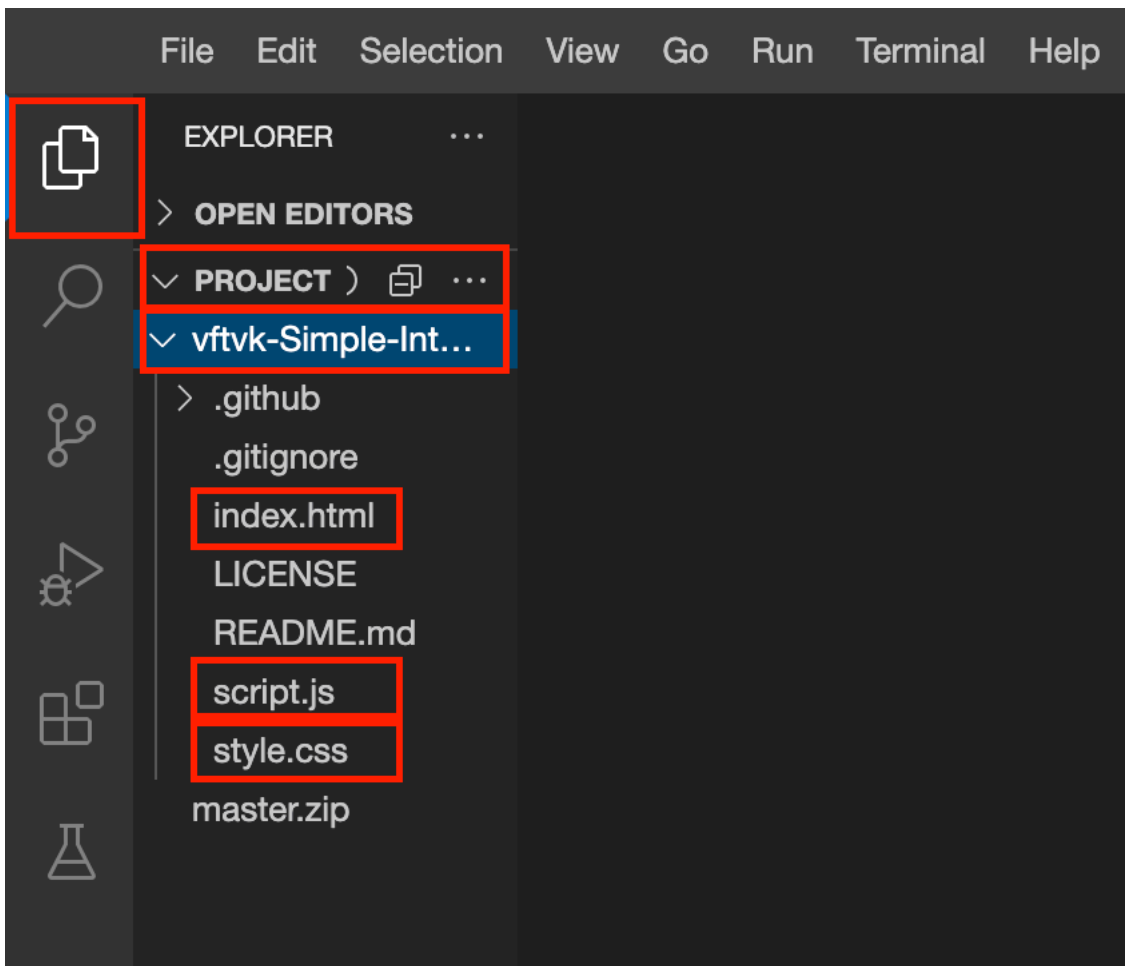 File Edit Selection View Go Run Terminal Help
EXPLORER ...
OPEN EDITORS
PROJECT ) ...
vftvk-Simple-Int...
.github
.gitignore
index.html
LICENSE
README.md
script.js
style.css
master.zip